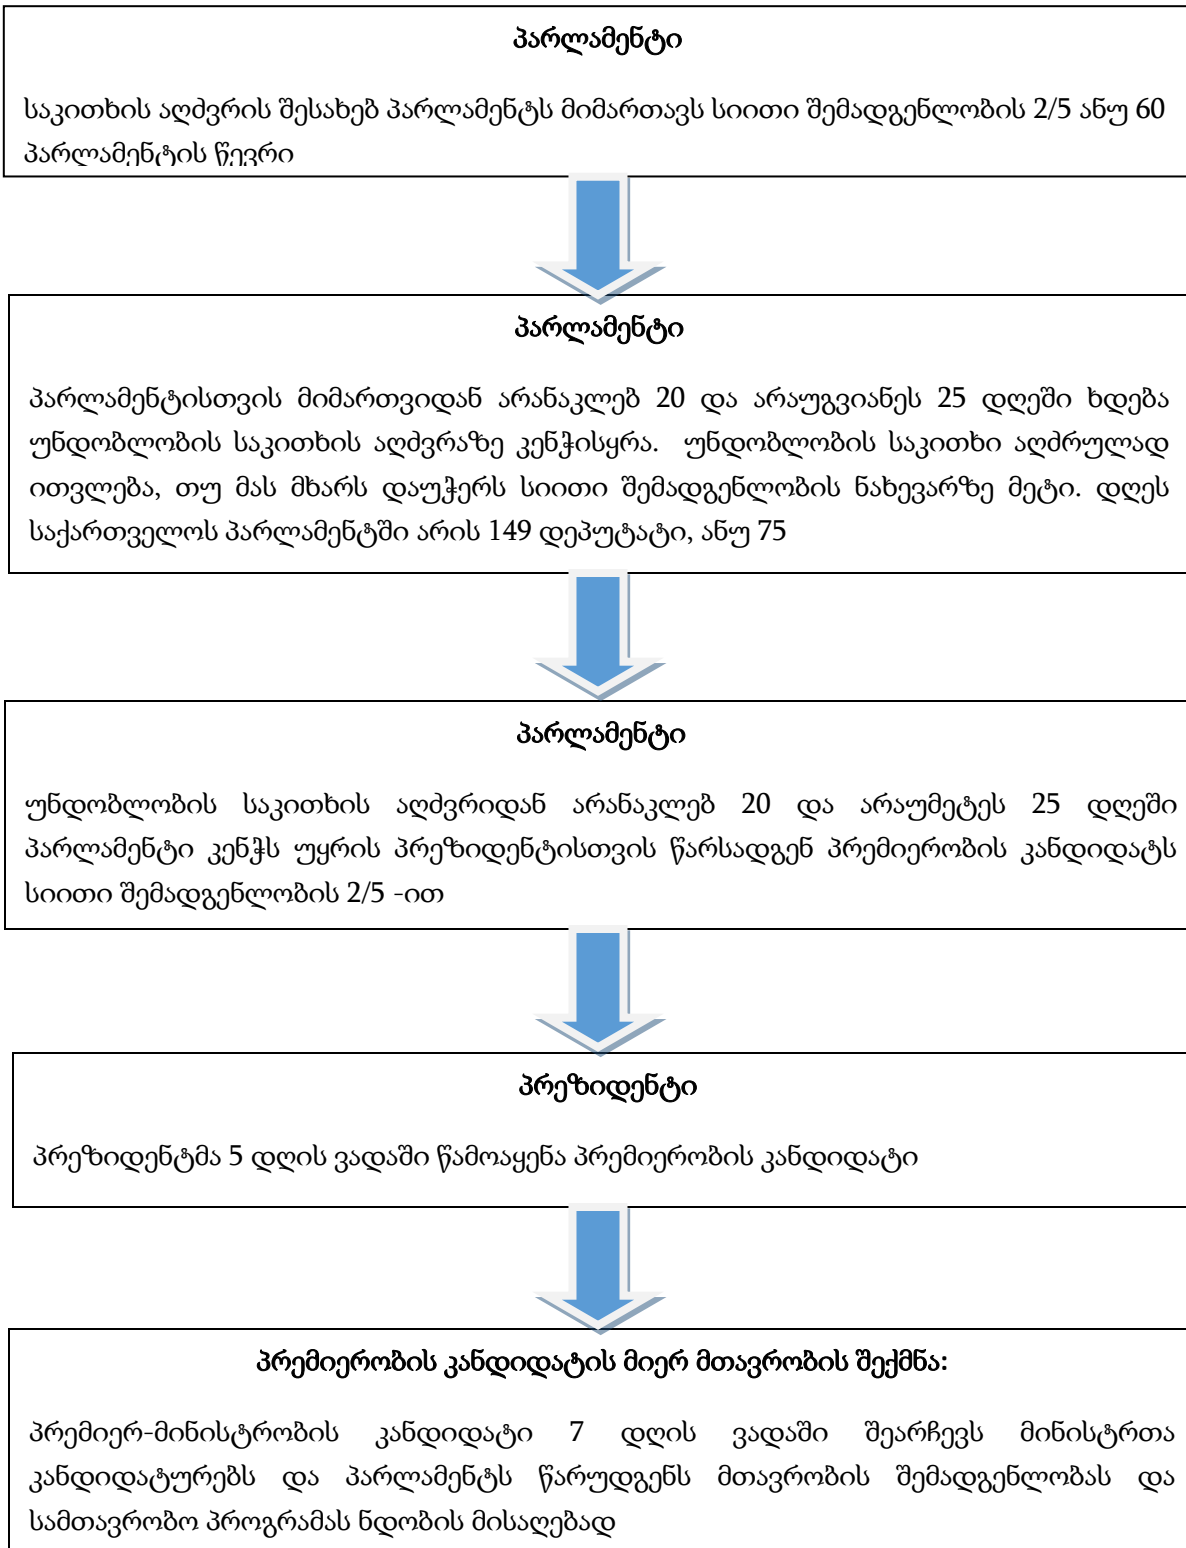 პარლამენტი
საკითხის აღძვრის შესახებ პარლამენტს მიმართავს სიითი შემადგენლობის 2/5 ანუ 60
პარლამენტის წევრი
პარლამენტი
პარლამენტისთვის მიმართვიდან არანაკლებ 20 და არაუგვიანეს 25 დღეში ხდება
უნდობლობის საკითხის აღძვრაზე კენჭისყრა. უნდობლობის საკითხი აღძრულად
ითვლება, თუ მას მხარს დაუჭერს სიითი შემადგენლობის ნახევარზე მეტი. დღეს
საქართველოს პარლამენტში არის 149 დეპუტატი, ანუ 75
პარლამენტი
უნდობლობის საკითხის აღძვრიდან არანაკლებ 20 და არაუმეტეს 25 დღეში
პარლამენტი კენჭს უყრის პრეზიდენტისთვის წარსადგენ პრემიერობის კანდიდატს
სიითი შემადგენლობის 2/5 -ით
პრეზიდენტი
პრეზიდენტმა 5 დღის ვადაში წამოაყენა პრემიერობის კანდიდატი
პრემიერობის კანდიდატის მიერ მთავრობის შექმნა:
პრემიერ-მინისტრობის კანდიდატი 7 დღის ვადაში შეარჩევს მინისტრთა
კანდიდატურებს და პარლამენტს წარუდგენს მთავრობის შემადგენლობას და
სამთავრობო პროგრამას ნდობის მისაღებად